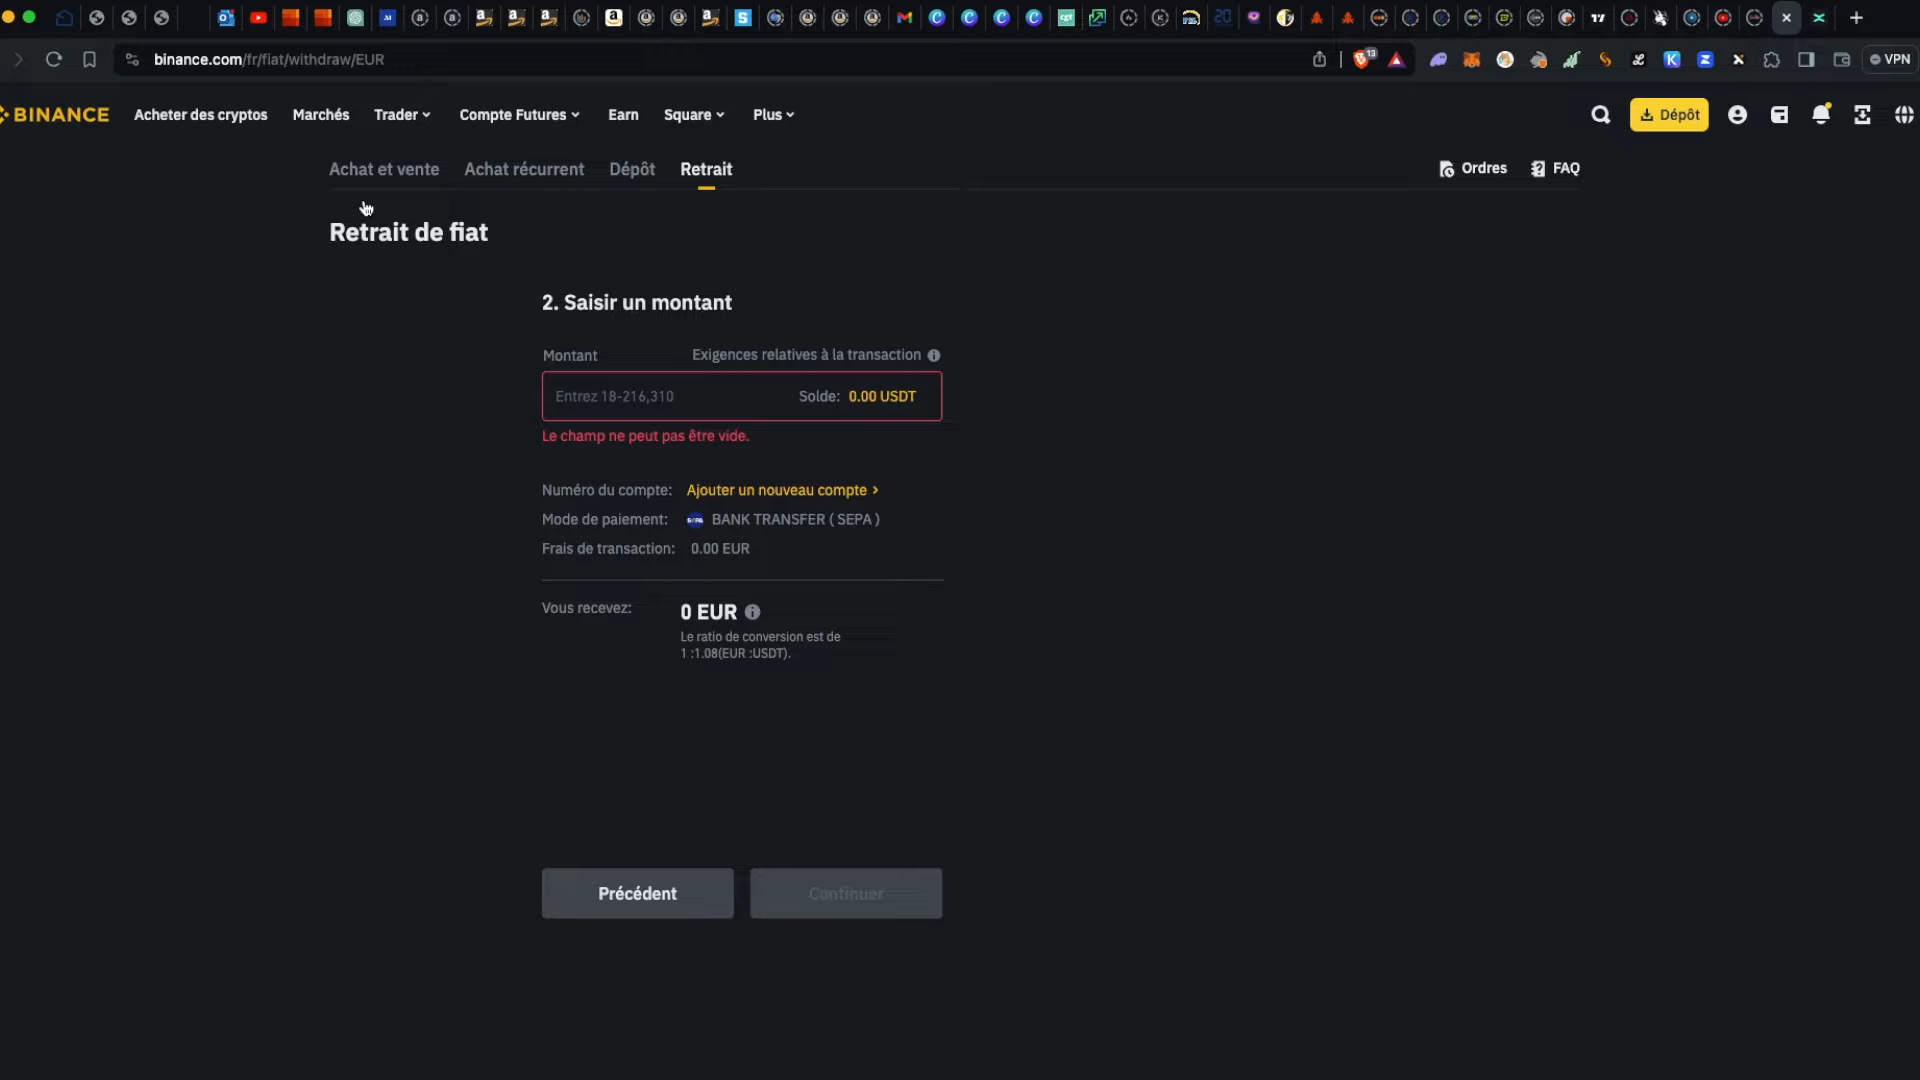 binance.com/fr/fiat/withdraw/EUR
13
VPN
BINANCE
Acheter des cryptos
Marchés
Trader
Compte Futures
Earn
Square
Plus
Dépôt
Achat et vente
Achat récurrent
Dépôt
Retrait
Ordres
FAQ
Retrait de fiat
2. Saisir un montant
Montant
Exigences relatives à la transaction
Entrez 18-216,310
Solde: 0.00 USDT
Le champ ne peut pas être vide.
Numéro du compte: Ajouter un nouveau compte >
Mode de paiement: BANK TRANSFER ( SEPA )
Frais de transaction: 0.00 EUR
Vous recevez: 0 EUR
Le ratio de conversion est de
1 :1.08(EUR :USDT).
Précédent
Continuer